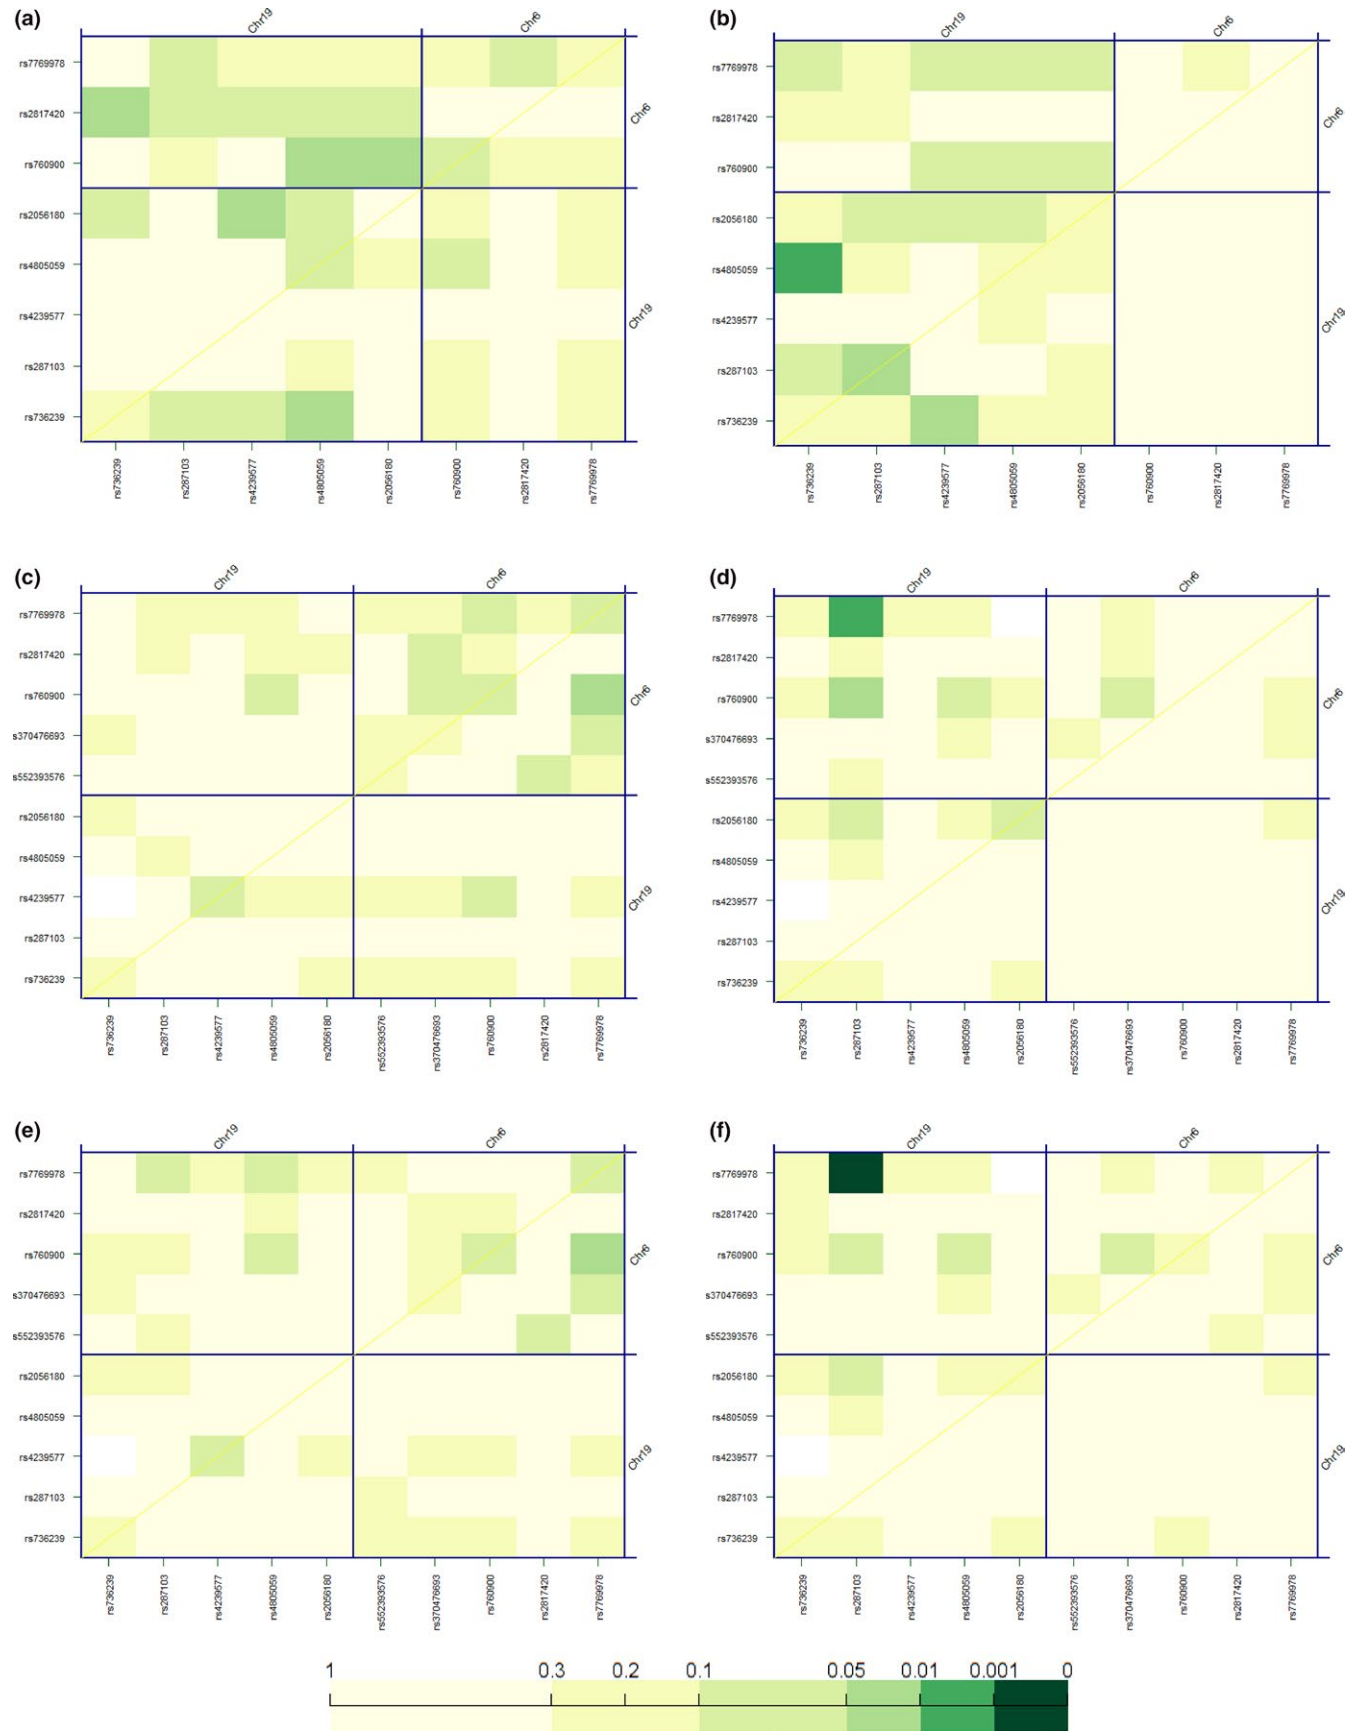 (a)
Chr19
Chr6
rs7769978
rs2817420
rs760900
rs2056180
rs4805059
rs4239577
rs287103
rs736239
Chr6
Chr19
rs736239
rs287103
rs4239577
rs4805059
rs2056180
rs760900
rs2817420
rs7769978
(b)
Chr19
Chr6
rs7769978
rs2817420
rs760900
rs2056180
rs4805059
rs4239577
rs287103
rs736239
Chr6
Chr19
rs736239
rs287103
rs4239577
rs4805059
rs2056180
rs760900
rs2817420
rs7769978
(c)
Chr19
Chr6
rs7769978
rs2817420
rs760900
s370476693
s552393576
rs2056180
rs4805059
rs4239577
rs287103
rs736239
Chr6
Chr19
rs736239
rs287103
rs4239577
rs4805059
rs2056180
rs552393576
rs370476693
rs760900
rs2817420
rs7769978
(d)
Chr19
Chr6
rs7769978
rs2817420
rs760900
s370476693
s552393576
rs2056180
rs4805059
rs4239577
rs287103
rs736239
Chr6
Chr19
rs736239
rs287103
rs4239577
rs4805059
rs2056180
rs552393576
rs370476693
rs760900
rs2817420
rs7769978
(e)
Chr19
Chr6
rs7769978
rs2817420
rs760900
s370476693
s552393576
rs2056180
rs4805059
rs4239577
rs287103
rs736239
Chr6
Chr19
rs736239
rs287103
rs4239577
rs4805059
rs2056180
rs552393576
rs370476693
rs760900
rs2817420
rs7769978
(f)
Chr19
Chr6
rs7769978
rs2817420
rs760900
s370476693
s552393576
rs2056180
rs4805059
rs4239577
rs287103
rs736239
Chr6
Chr19
rs736239
rs287103
rs4239577
rs4805059
rs2056180
rs552393576
rs370476693
rs760900
rs2817420
rs7769978
1 0.3 0.2 0.1 0.05 0.01 0.001 0